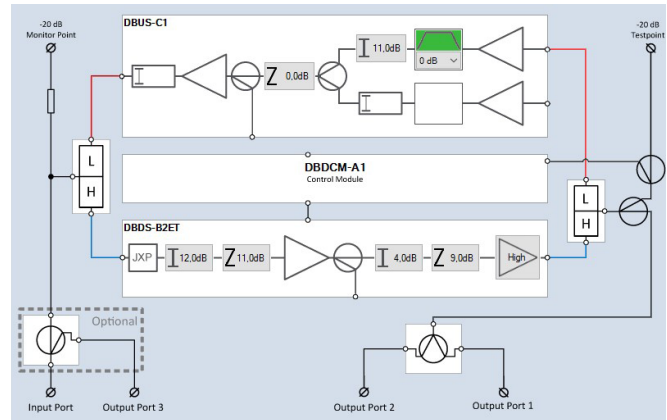 -20 dB
Monitor Point
DBUS-C1
-20 dB
Testpoint
11,0dB
0 dB
Z 0,0dB
L
H
DBDCM-A1
Control Module
L
H
DBDS-B2ET
JXP
12,0dB
Z 11,0dB
4,0dB
Z 9,0dB
High
Optional
Input Port
Output Port 3
Output Port 2
Output Port 1